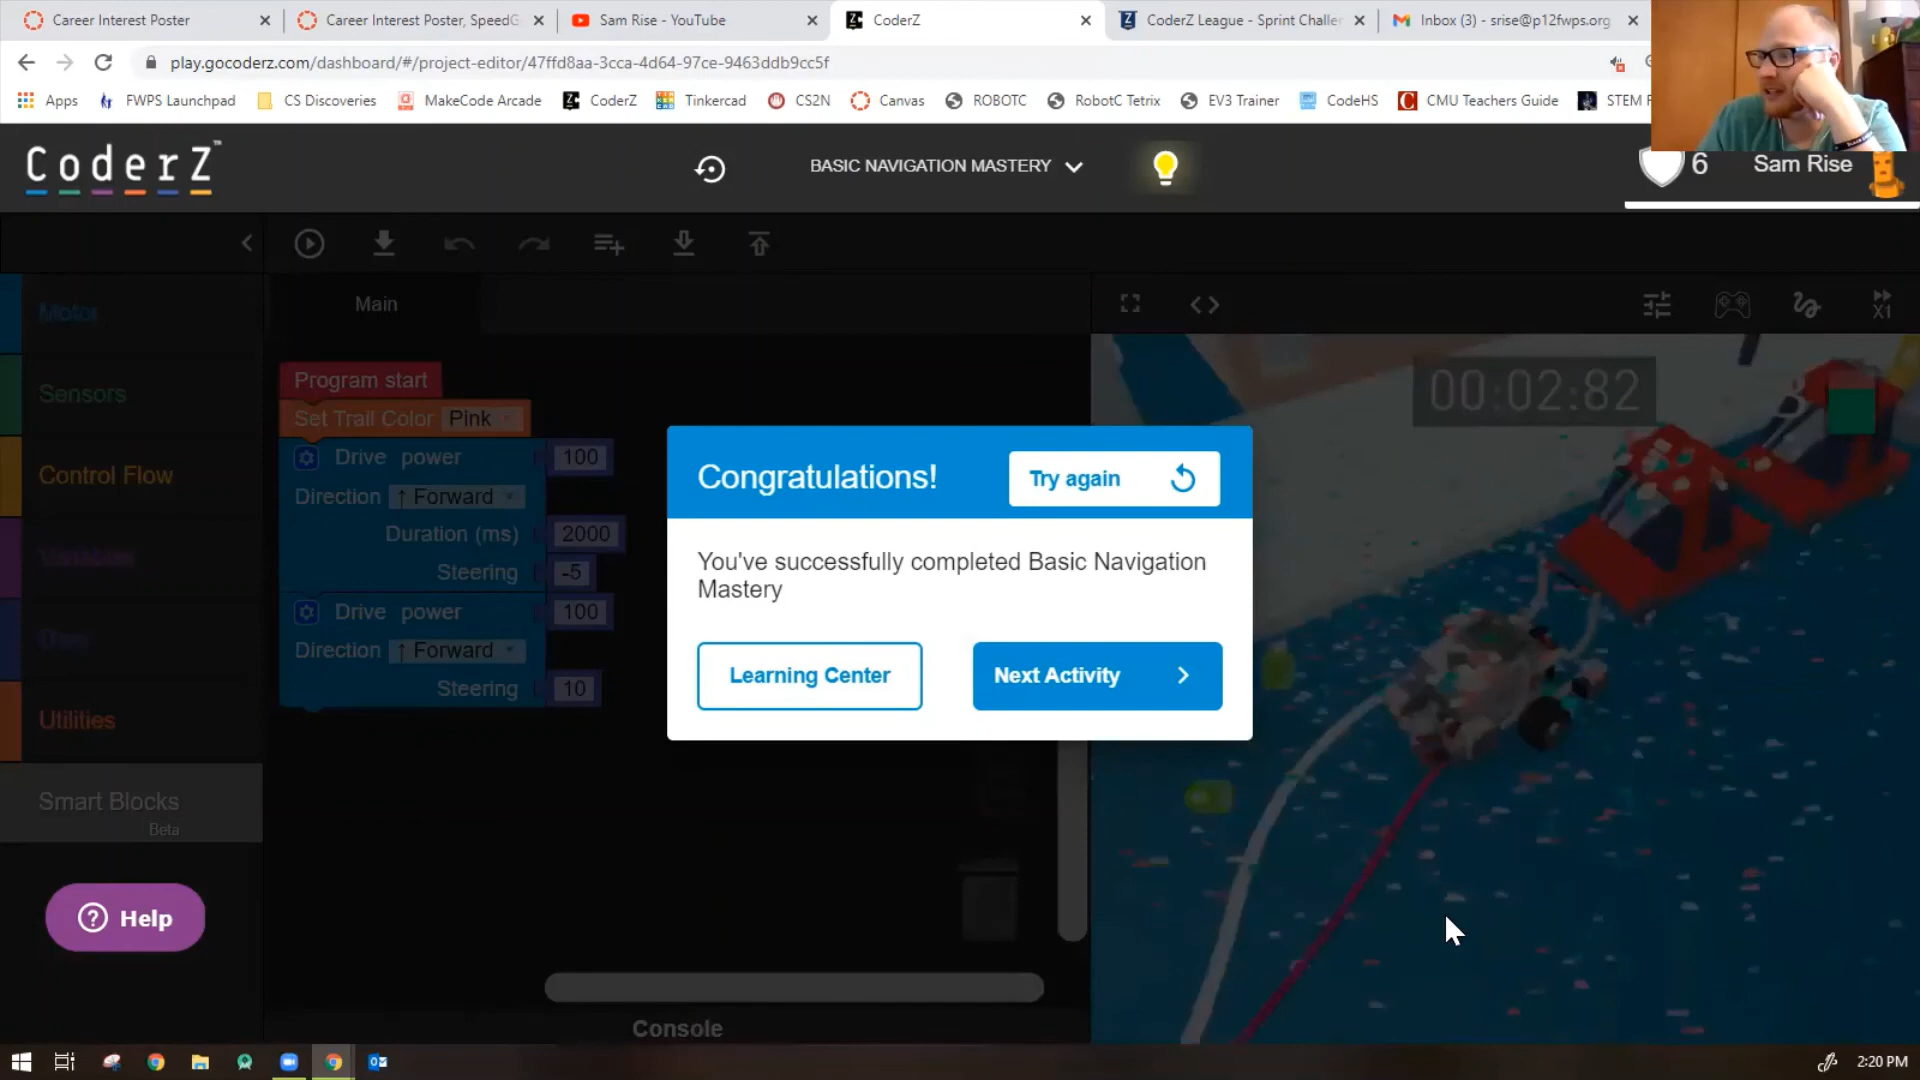 Career Interest Poster
Career Interest Poster, SpeedG
Sam Rise - YouTube
CoderZ
CoderZ League - Sprint Challer
Inbox (3) - srise@p12fwps.org
play.gocoderz.com/dashboard/#/project-editor/47ffd8aa-3cca-4d64-97ce-9463ddb9cc5f
Apps
FWPS Launchpad
CS Discoveries
MakeCode Arcade
CoderZ
Tinkercad
CS2N
Canvas
ROBOTC
RobotC Tetrix
EV3 Trainer
CodeHS
CMU Teachers Guide
STEM F
CoderZ™
BASIC NAVIGATION MASTERY
6
Sam Rise
Main
X1
Motor
Sensors
Control Flow
Variables
Utilities
Smart Blocks
Beta
Help
Program start
Set Trail Color Pink
Drive power 100
Direction ↑ Forward
Duration (ms) 2000
Steering -5
Drive power 100
Direction ↑ Forward
Steering 10
00:02:82
Congratulations!
Try again
You've successfully completed Basic Navigation
Mastery
Learning Center
Next Activity
Console
2:20 PM